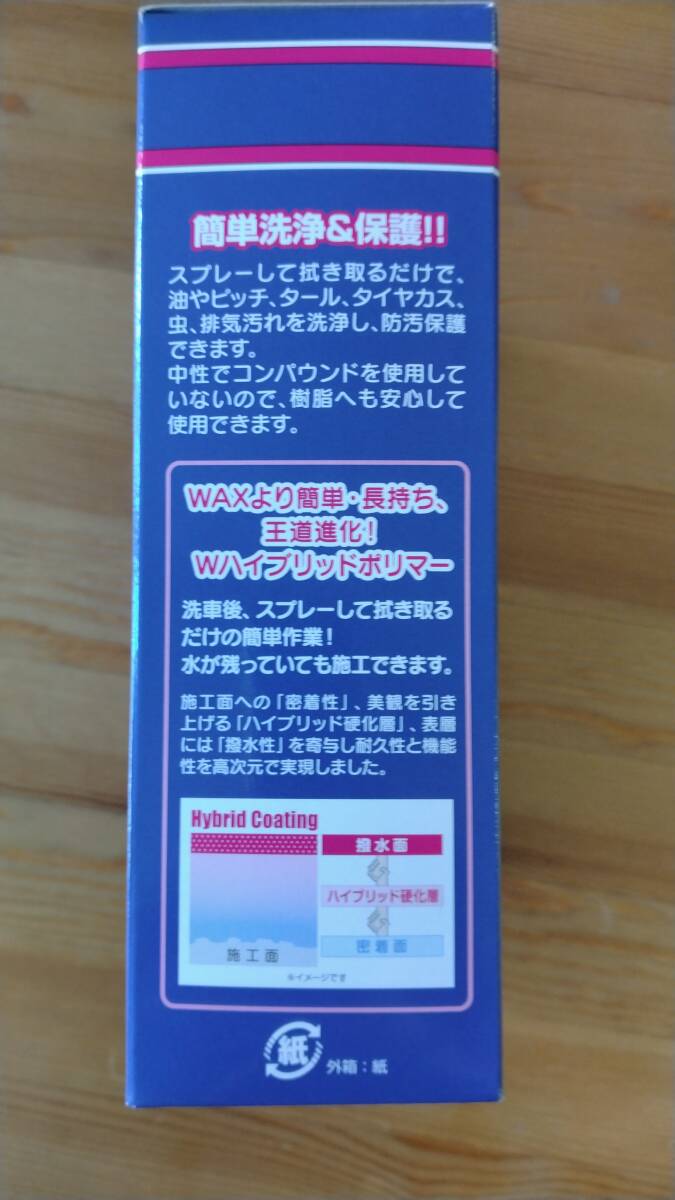 簡単洗浄&保護!!
スプレーして拭き取るだけで、
油やピッチ、タール、タイヤカス、
虫、排気汚れを洗浄し、防汚保護
できます。
中性でコンパウンドを使用して
いないので、樹脂へも安心して
使用できます。
WAXより簡単・長持ち、
王道進化!
Wハイブリッドポリマー
洗車後、スプレーして拭き取る
だけの簡単作業!
水が残っていても施工できます。
施工面への「密着性」、美観を引き
上げる「ハイブリッド硬化層」、表層
には「撥水性」を寄与し耐久性と機能
性を高次元で実現しました。
Hybrid Coating
撥水面
ハイブリッド硬化層
密着面
施工面
※イメージです
紙
外箱:紙